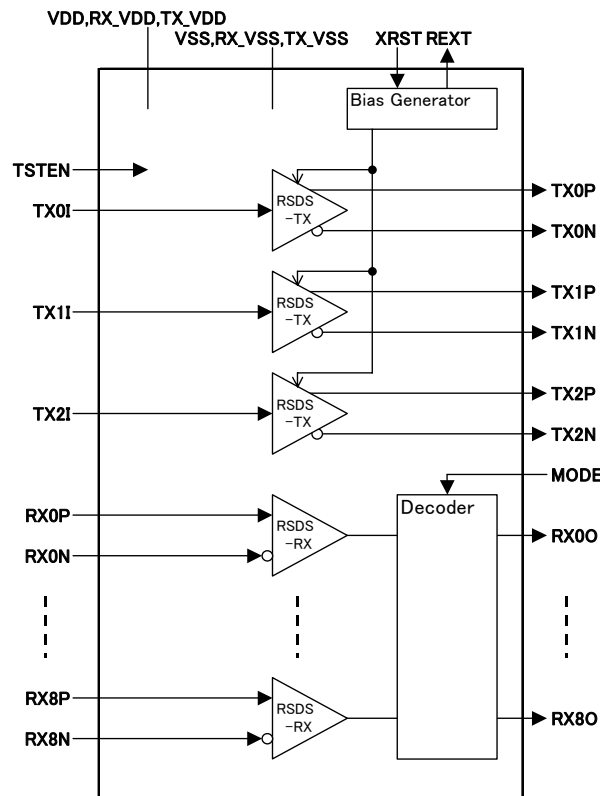 VDD,RX_VDD,TX_VDD
VSS,RX_VSS,TX_VSS
XRST REXT
Bias Generator
TSTEN
TX0I
RSDS
-TX
TX0P
TX0N
TX1I
RSDS
-TX
TX1P
TX1N
TX2I
RSDS
-TX
TX2P
TX2N
MODE
Decoder
RX0P
RX0N
RSDS
-RX
RX0O
RX8P
RX8N
RSDS
-RX
RX8O